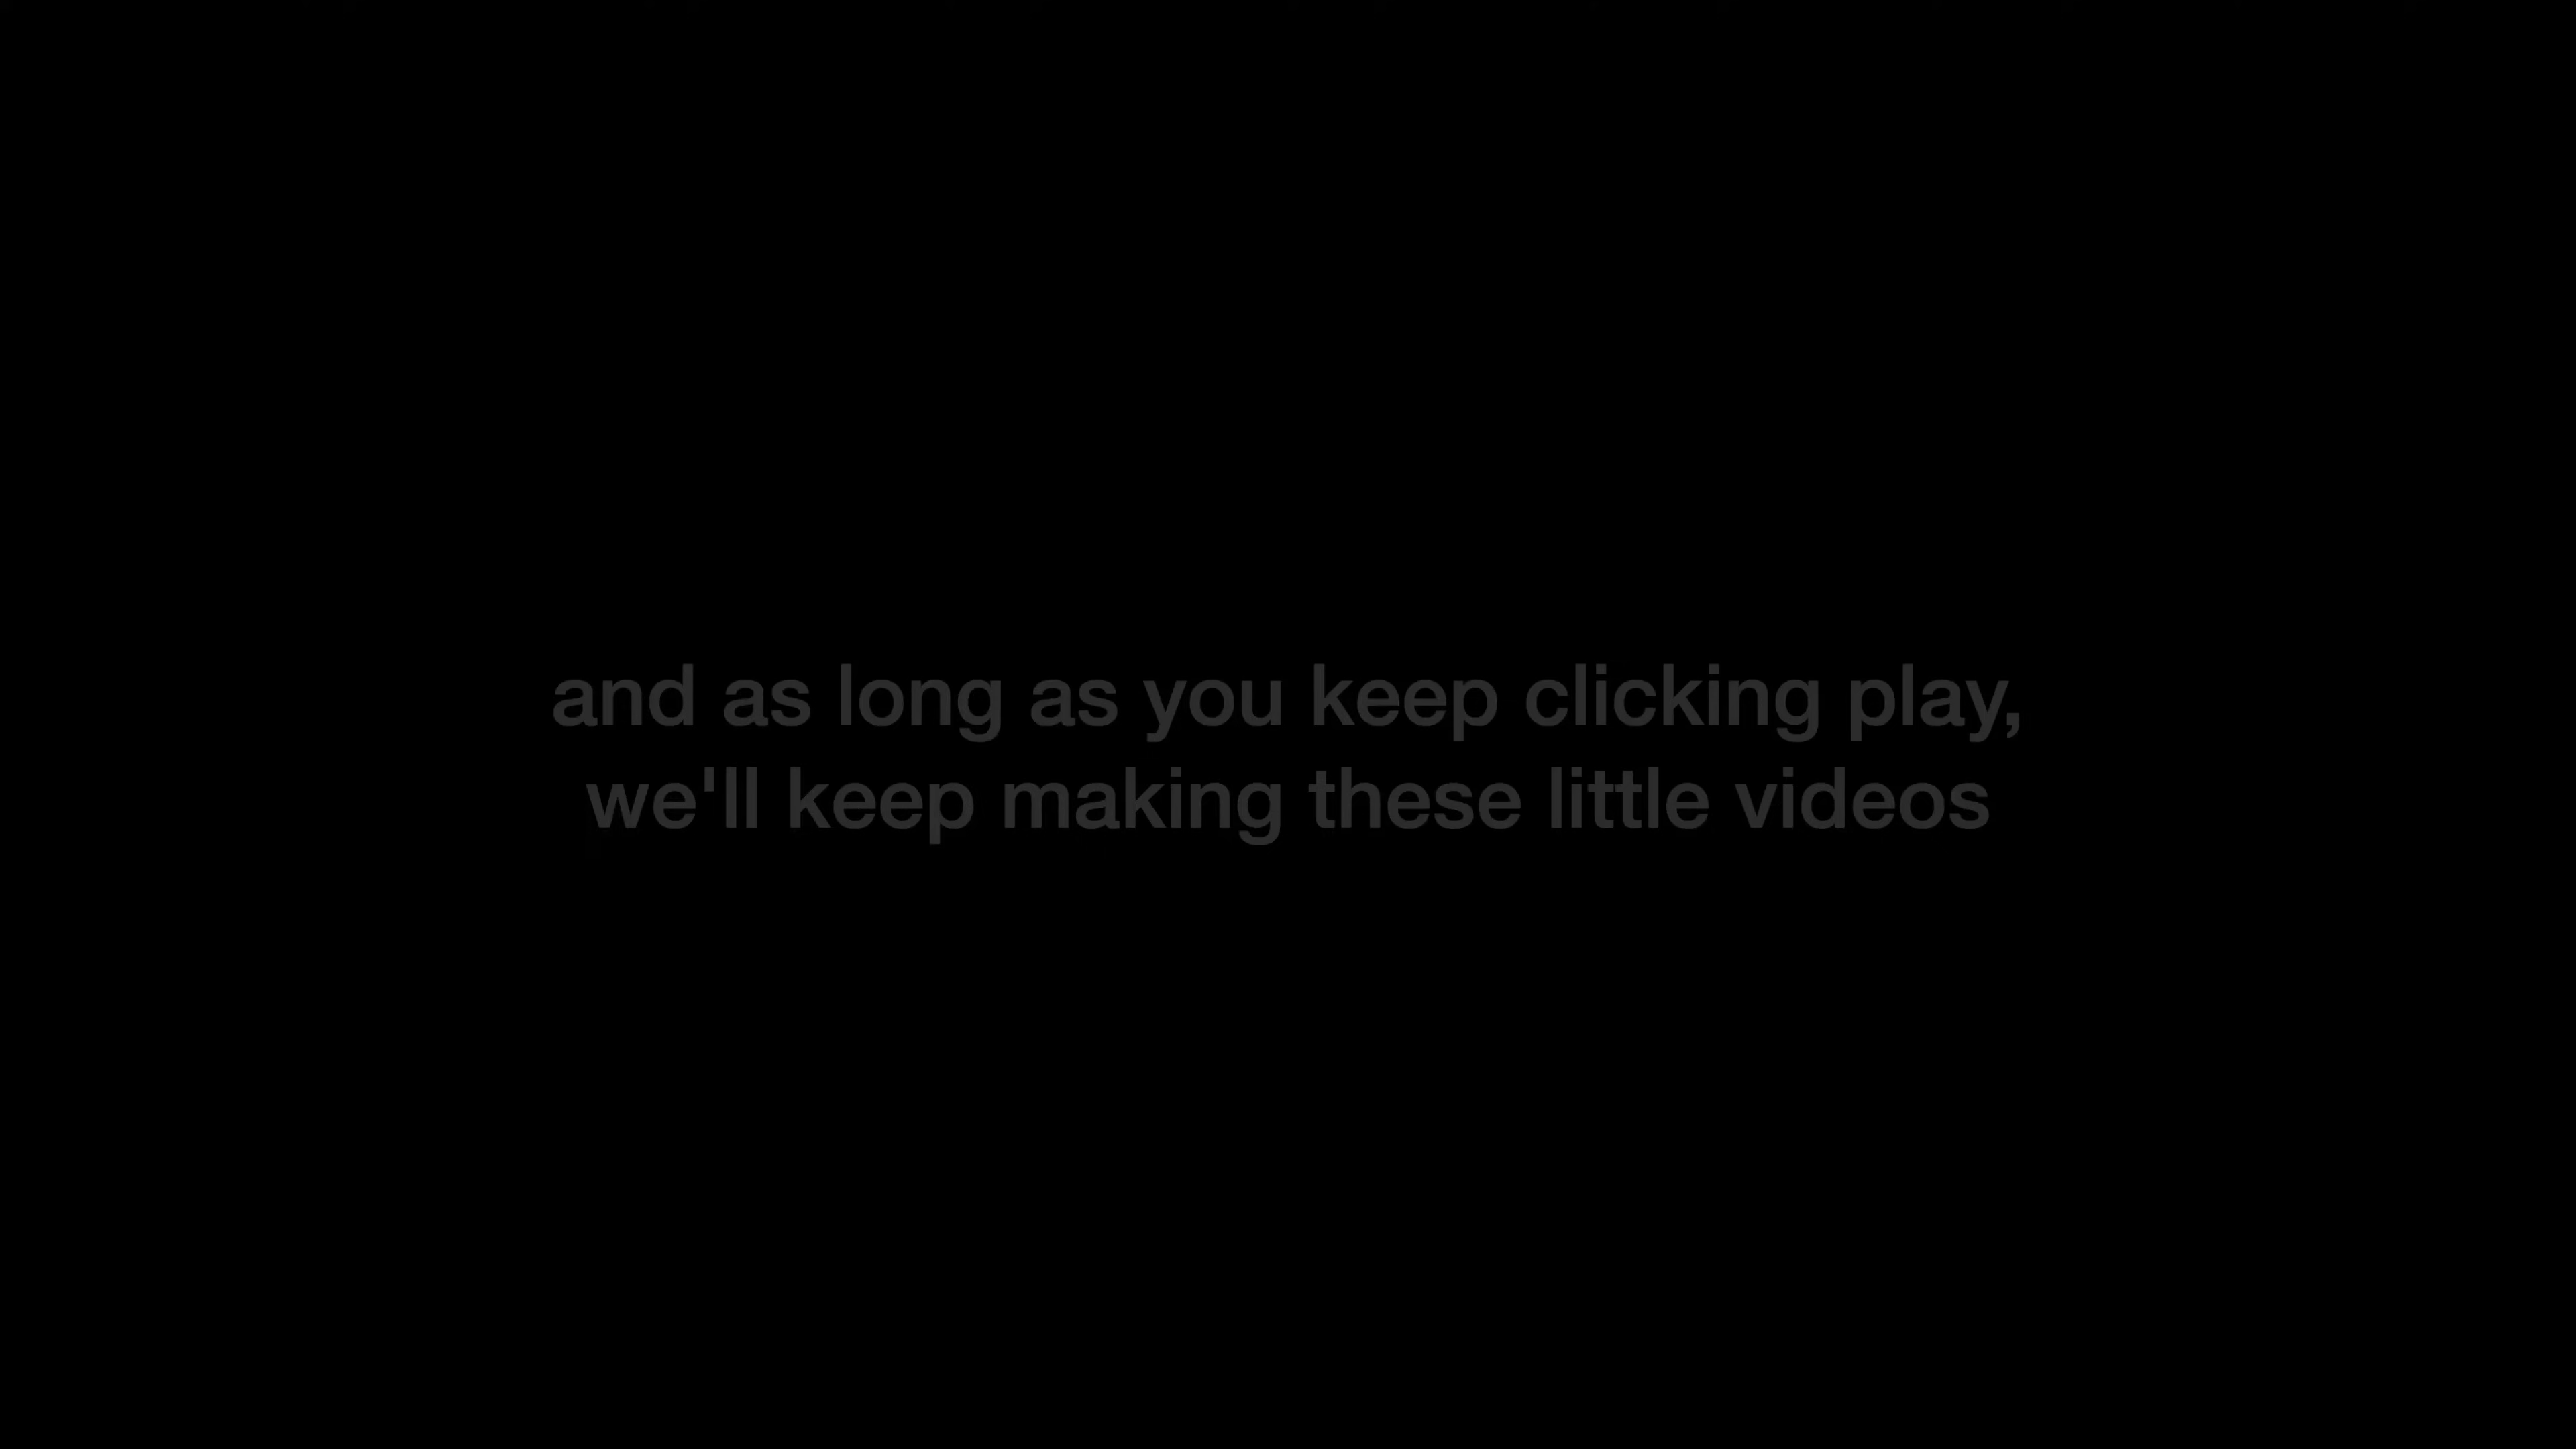 and as long as you keep clicking play,
we'll keep making these little videos